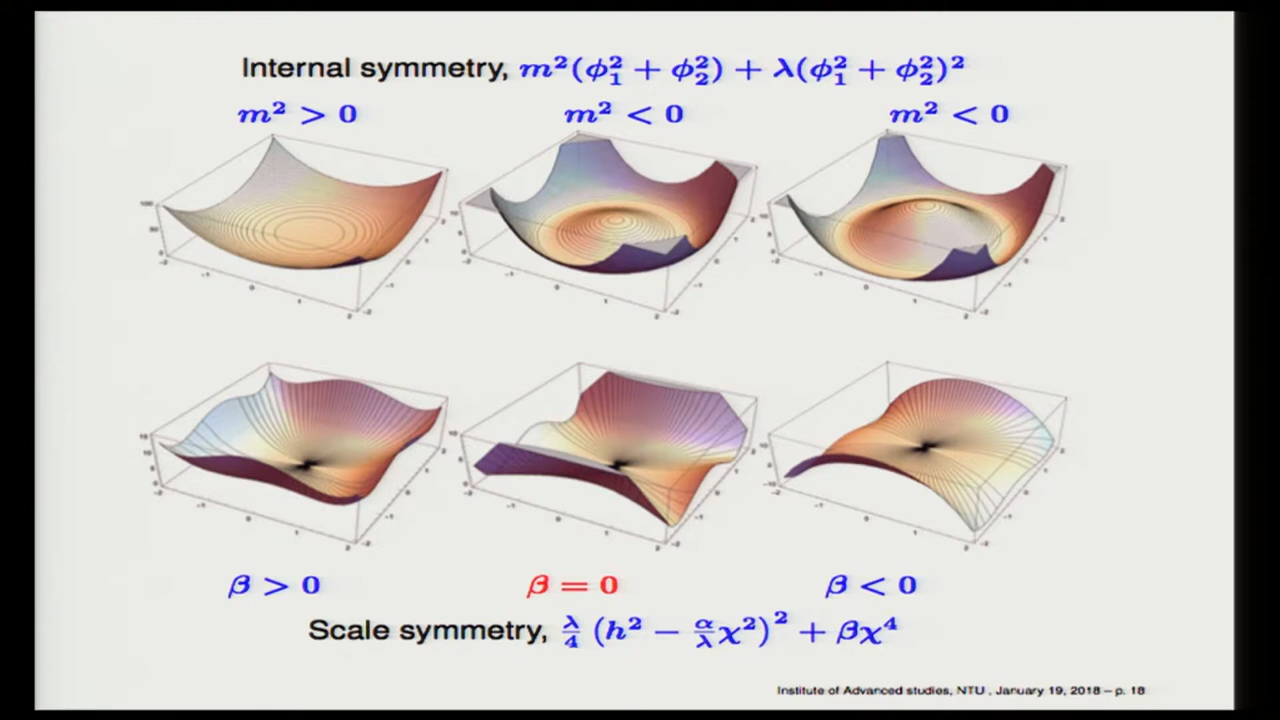 Internal symmetry, m²(ϕ₁² + ϕ₂²) + λ(ϕ₁² + ϕ₂²)²
m² > 0 m² < 0 m² < 0
β > 0 β = 0 β < 0
Scale symmetry, λ/4 (h² − α/λ χ²)² + βχ⁴
Institute of Advanced studies, NTU , January 19, 2018 – p. 18